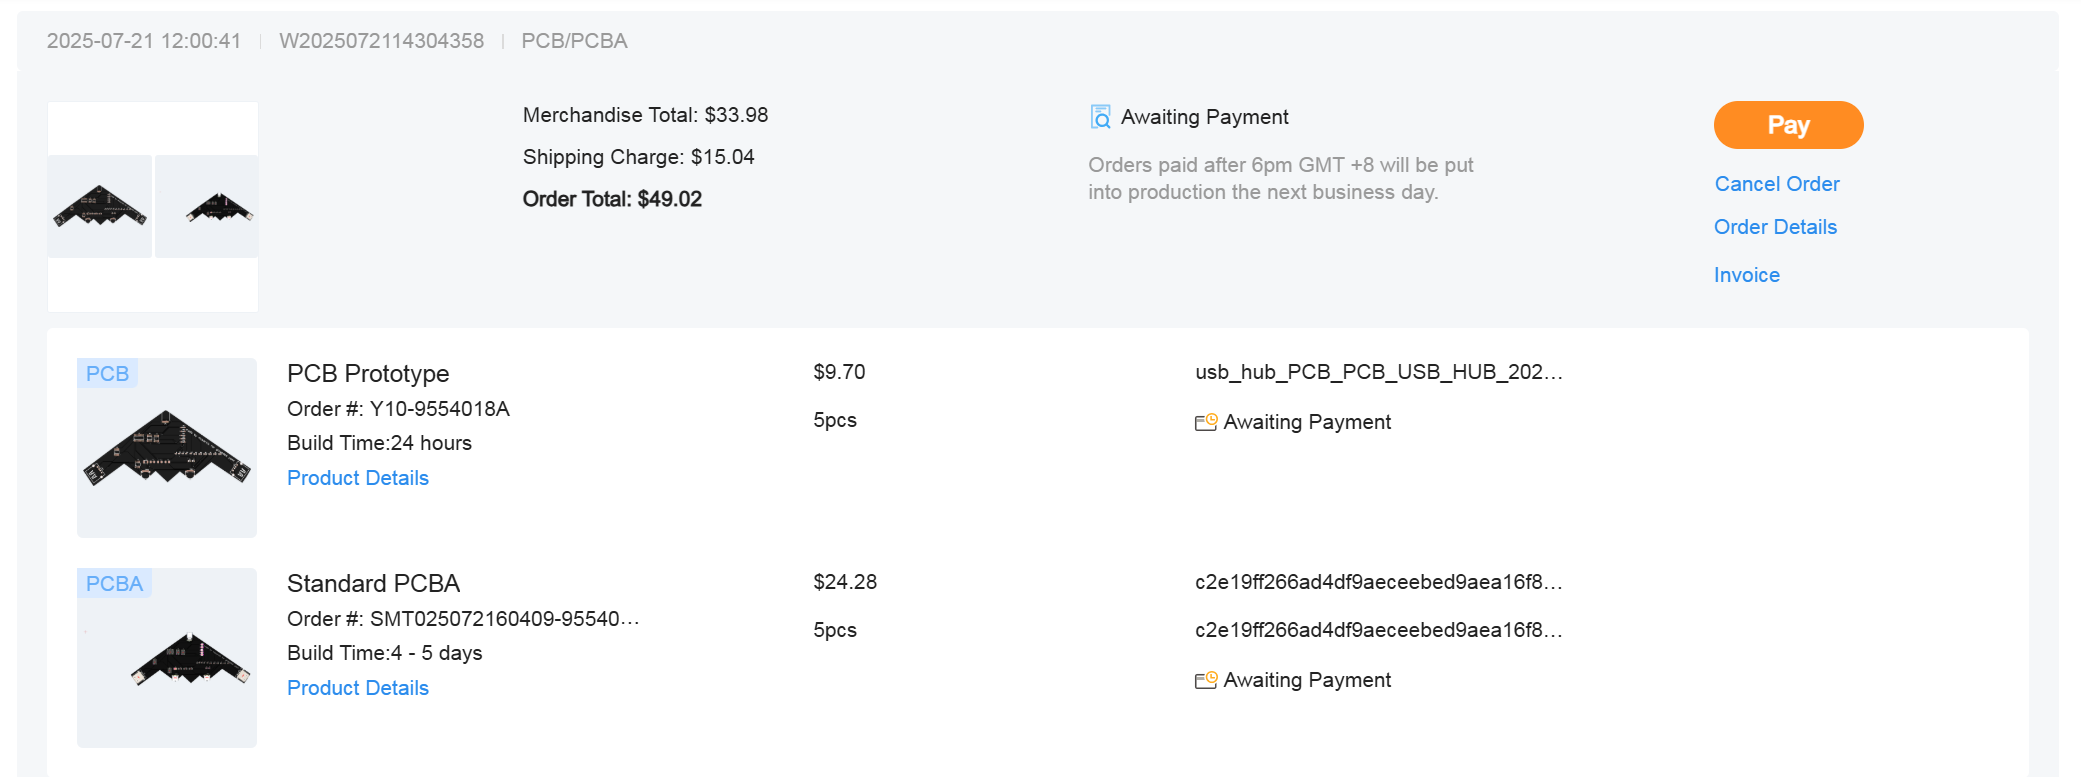 2025-07-21 12:00:41 | W2025072114304358 | PCB/PCBA
Merchandise Total: $33.98
Shipping Charge: $15.04
Order Total: $49.02
Awaiting Payment
Orders paid after 6pm GMT +8 will be put
into production the next business day.
Pay
Cancel Order
Order Details
Invoice
PCB
PCB Prototype
Order #: Y10-9554018A
Build Time:24 hours
Product Details
$9.70
5pcs
usb_hub_PCB_PCB_USB_HUB_202...
Awaiting Payment
PCBA
Standard PCBA
Order #: SMT025072160409-95540...
Build Time:4 - 5 days
Product Details
$24.28
5pcs
c2e19ff266ad4df9aeceebed9aea16f8...
c2e19ff266ad4df9aeceebed9aea16f8...
Awaiting Payment